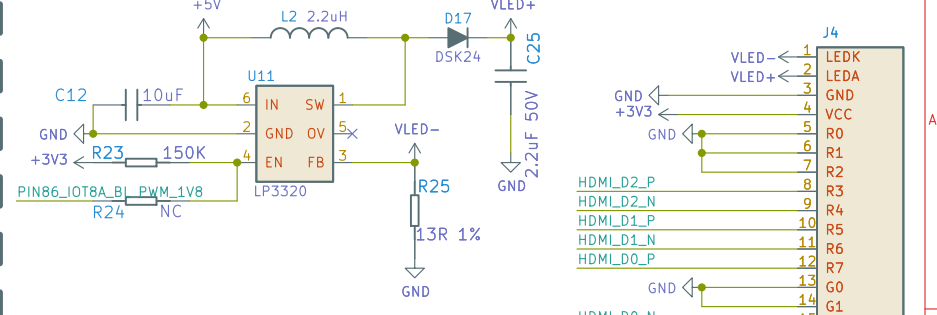 +5V
L2 2.2uH
D17
DSK24
VLED+
C25
2.2uF 50V
GND
U11
C12
10uF
GND
6 IN SW 1
2 GND OV 5
4 EN FB 3
LP3320
VLED-
+3V3
R23 150K
PIN86_IOT8A_BL_PWM_1V8
R24 NC
R25
13R 1%
GND
J4
VLED- 1 LEDK
VLED+ 2 LEDA
GND 3 GND
+3V3 4 VCC
GND 5 R0
6 R1
7 R2
HDMI_D2_P 8 R3
HDMI_D2_N 9 R4
HDMI_D1_P 10 R5
HDMI_D1_N 11 R6
HDMI_D0_P 12 R7
GND 13 G0
14 G1
HDMI_D0_N
A